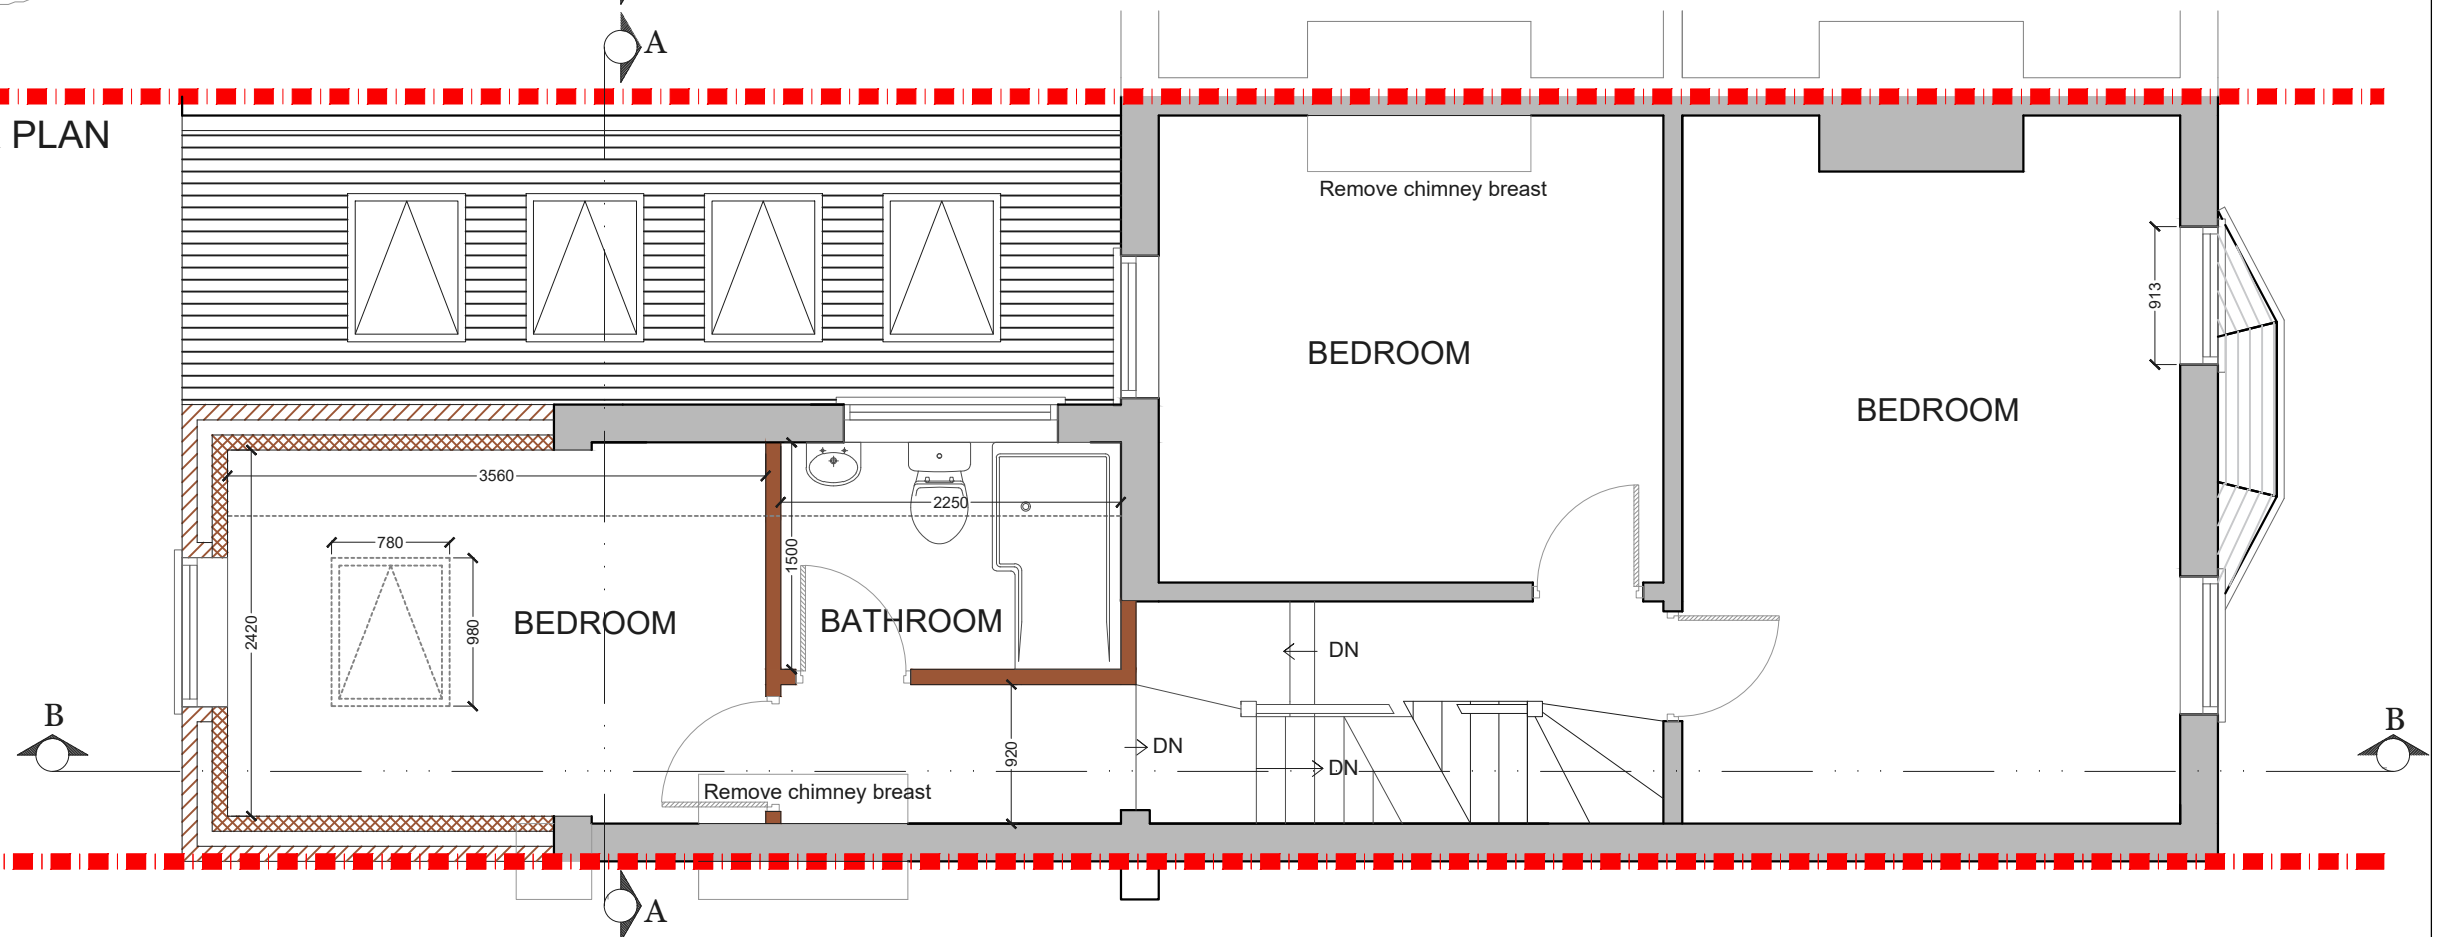 A
PLAN
Remove chimney breast
913
BEDROOM
BEDROOM
3560
2250
780
1500
980
2420
BEDROOM
BATHROOM
DN
B
B
920
DN
DN
Remove chimney breast
A